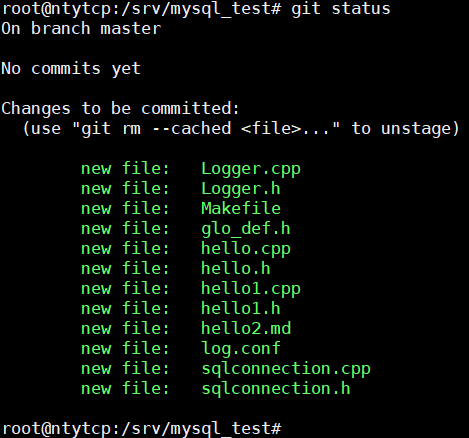 root@ntytcp:/srv/mysql_test# git status
On branch master
No commits yet
Changes to be committed:
  (use "git rm --cached <file>..." to unstage)
        new file:   Logger.cpp
        new file:   Logger.h
        new file:   Makefile
        new file:   glo_def.h
        new file:   hello.cpp
        new file:   hello.h
        new file:   hello1.cpp
        new file:   hello1.h
        new file:   hello2.md
        new file:   log.conf
        new file:   sqlconnection.cpp
        new file:   sqlconnection.h
root@ntytcp:/srv/mysql_test#